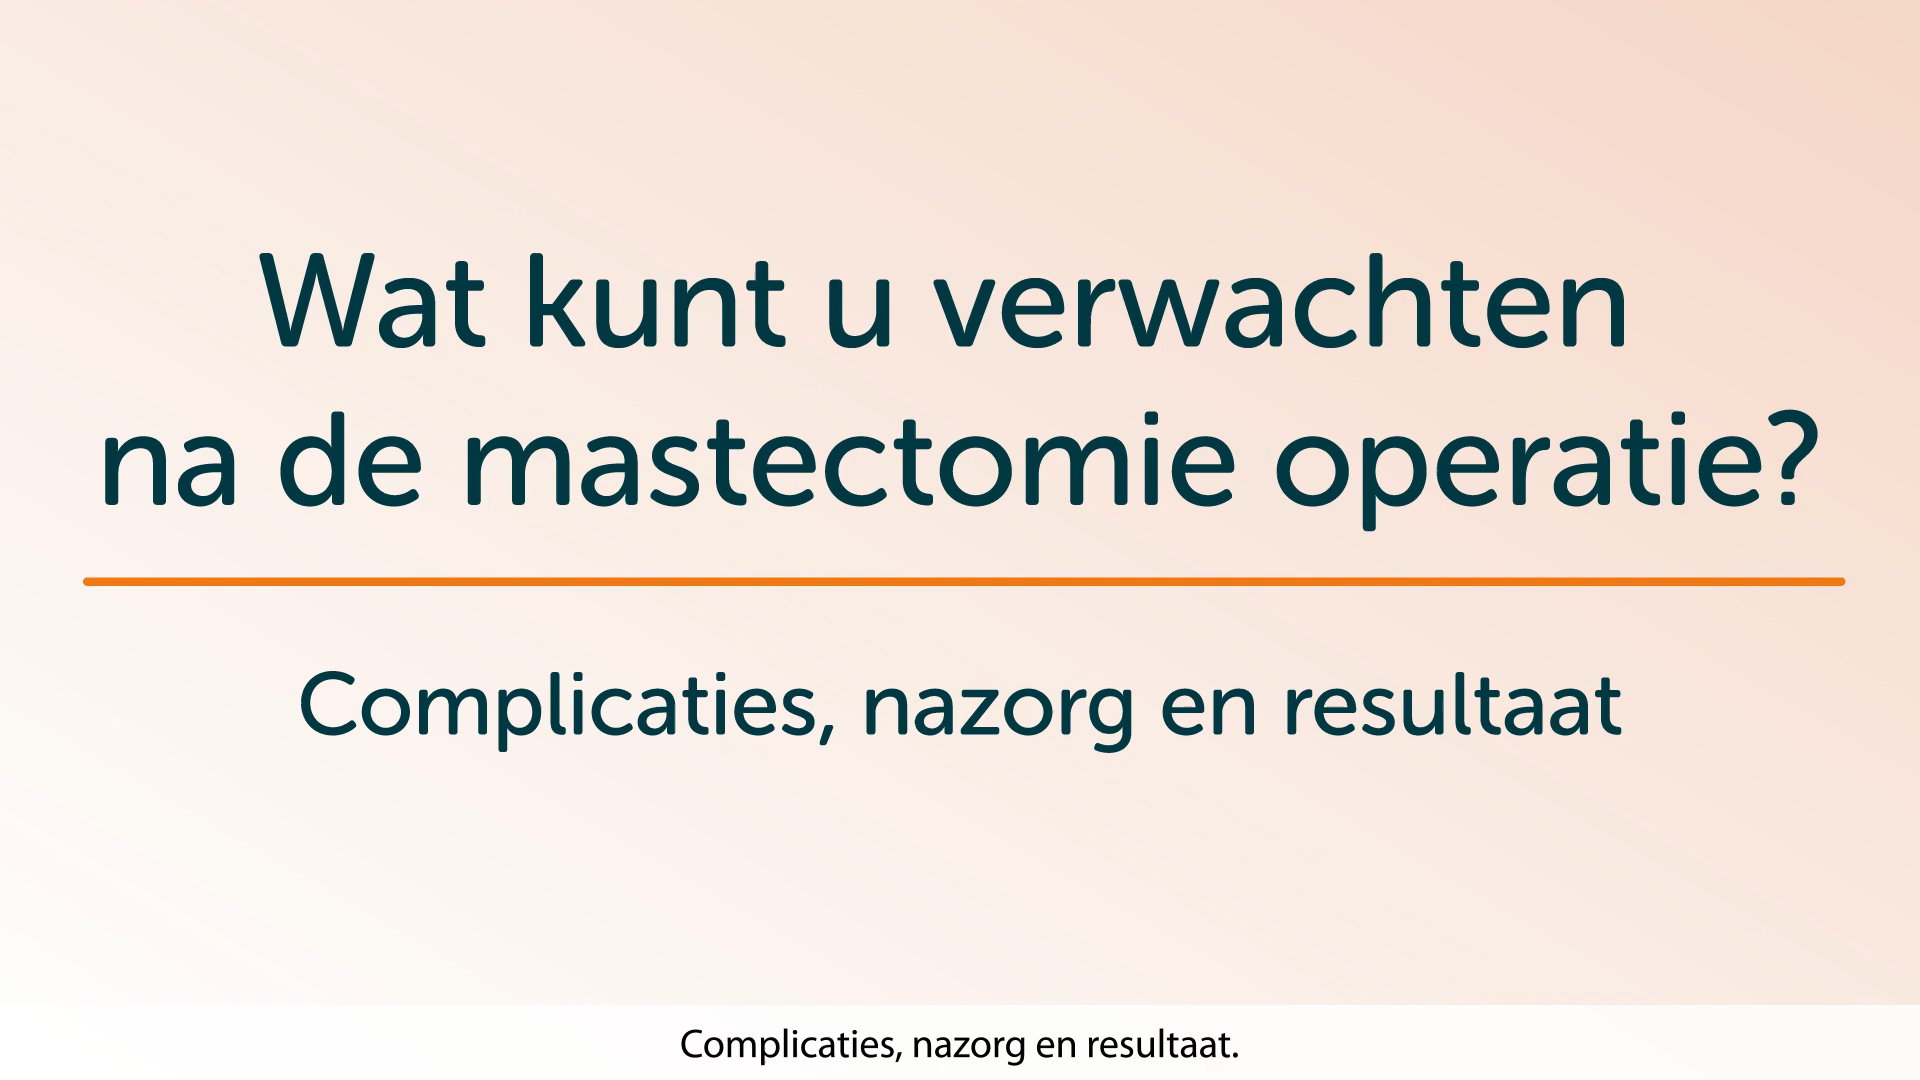 Wat kunt u verwachten
na de mastectomie operatie?
Complicaties, nazorg en resultaat
Complicaties, nazorg en resultaat.